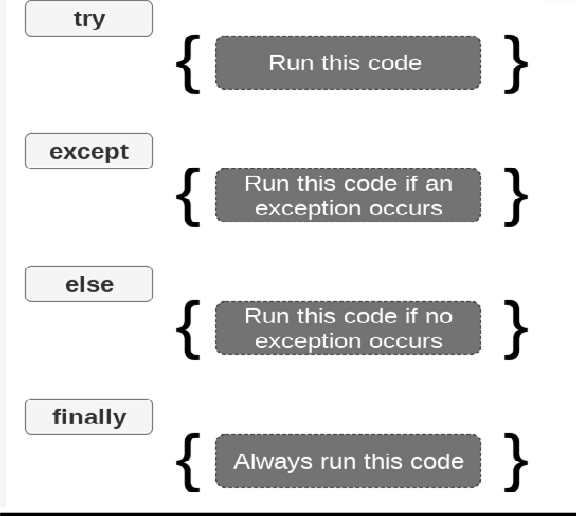 try
{ Run this code }
except
{ Run this code if an
exception occurs }
else
{ Run this code if no
exception occurs }
finally
{ Always run this code }